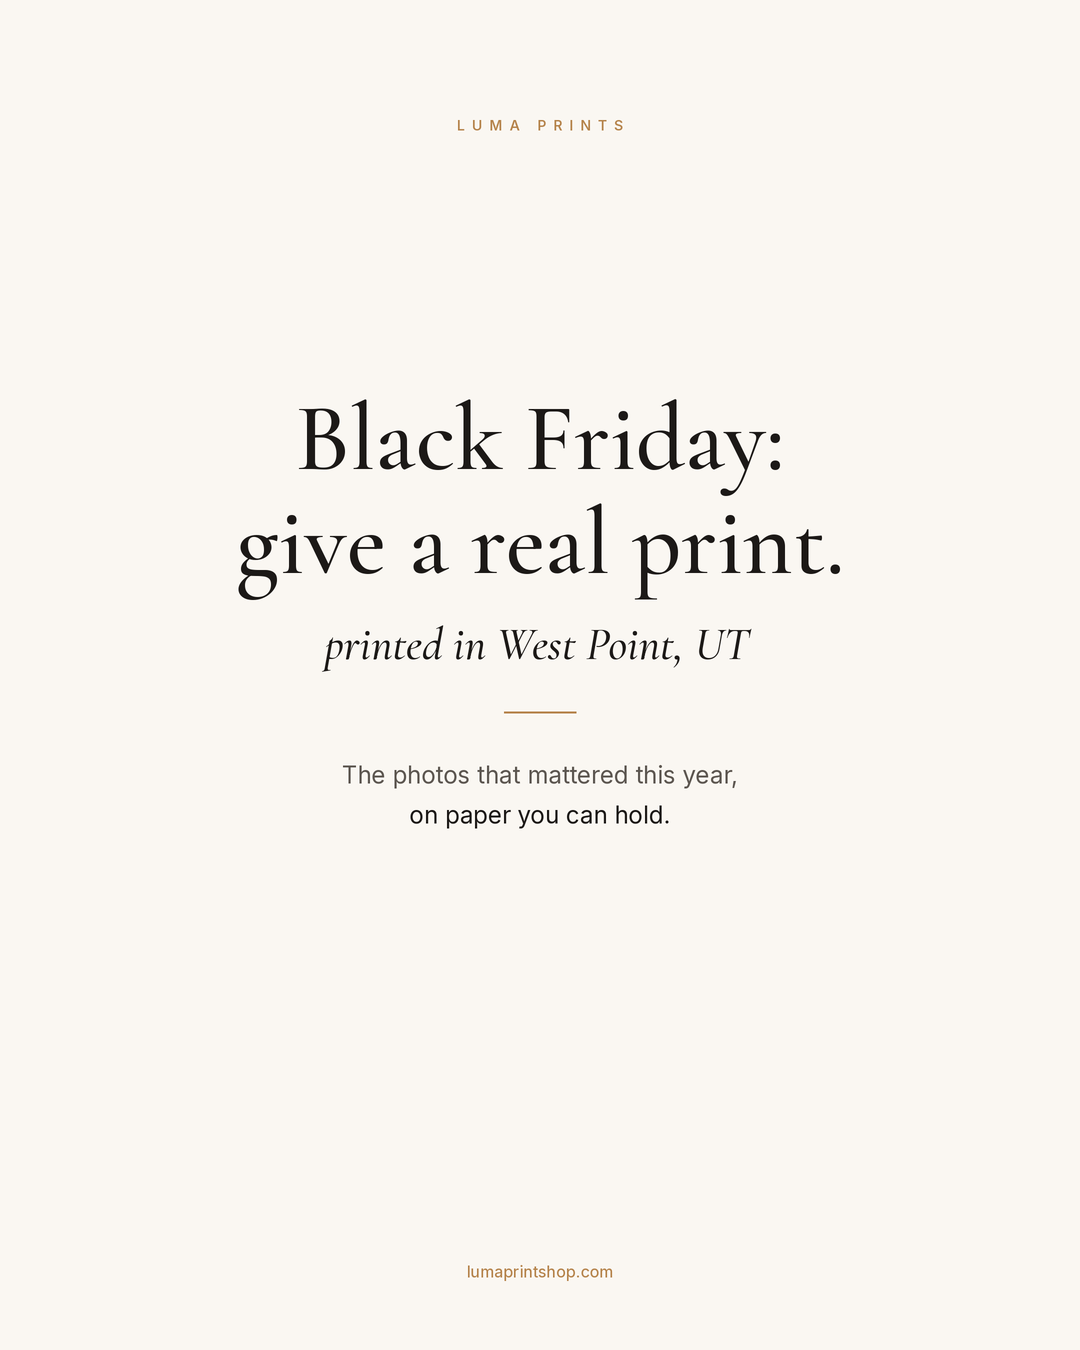 LUMA PRINTS
Black Friday:
give a real print.
printed in West Point, UT
The photos that mattered this year,
on paper you can hold.
lumaprintshop.com